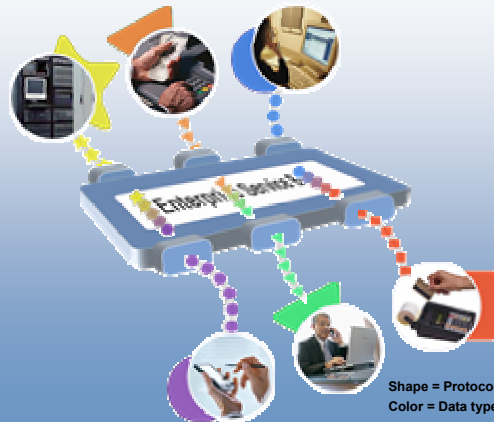 Enterpri Service B
Shape = Protoco
Color = Data type